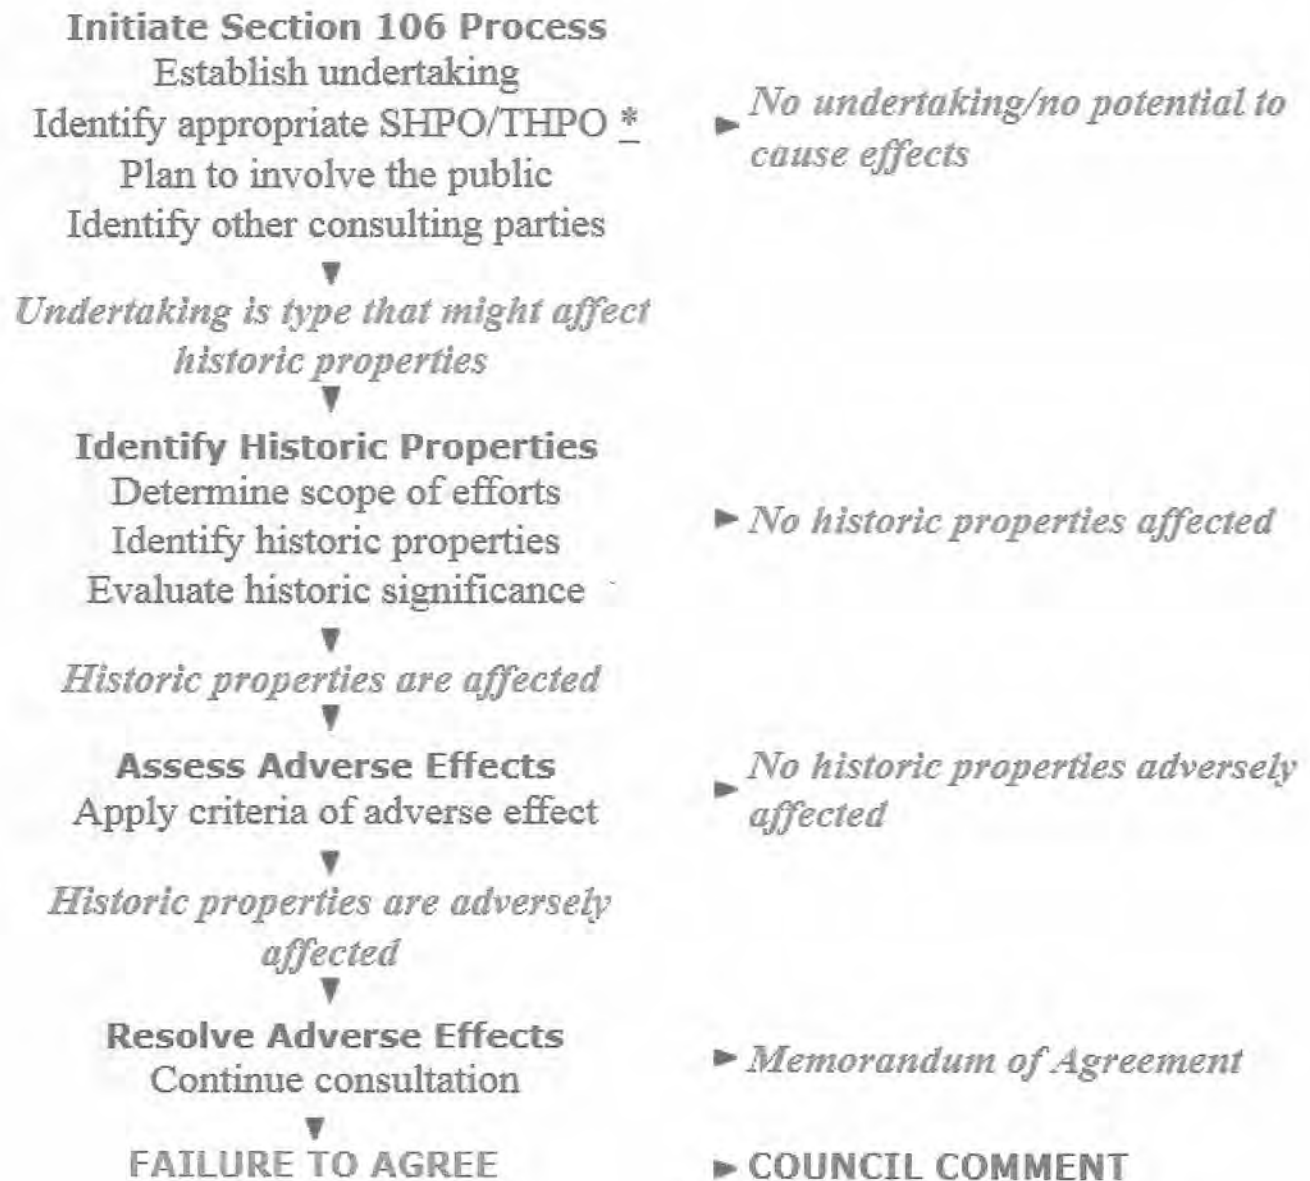 Initiate Section 106 Process
Establish undertaking
Identify appropriate SHPO/THPO *
Plan to involve the public
Identify other consulting parties
No undertaking/no potential to
cause effects
Undertaking is type that might affect
historic properties
Identify Historic Properties
Determine scope of efforts
Identify historic properties
Evaluate historic significance
No historic properties affected
Historic properties are affected
Assess Adverse Effects
Apply criteria of adverse effect
No historic properties adversely
affected
Historic properties are adversely
affected
Resolve Adverse Effects
Continue consultation
Memorandum of Agreement
FAILURE TO AGREE
COUNCIL COMMENT